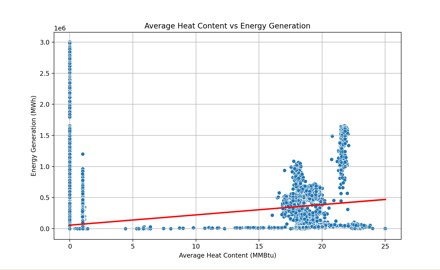 Average Heat Content vs Energy Generation
1e6
3.0
2.5
2.0
1.5
1.0
0.5
0.0
Energy Generation (MWh)
0 5 10 15 20 25
Average Heat Content (MMBtu)